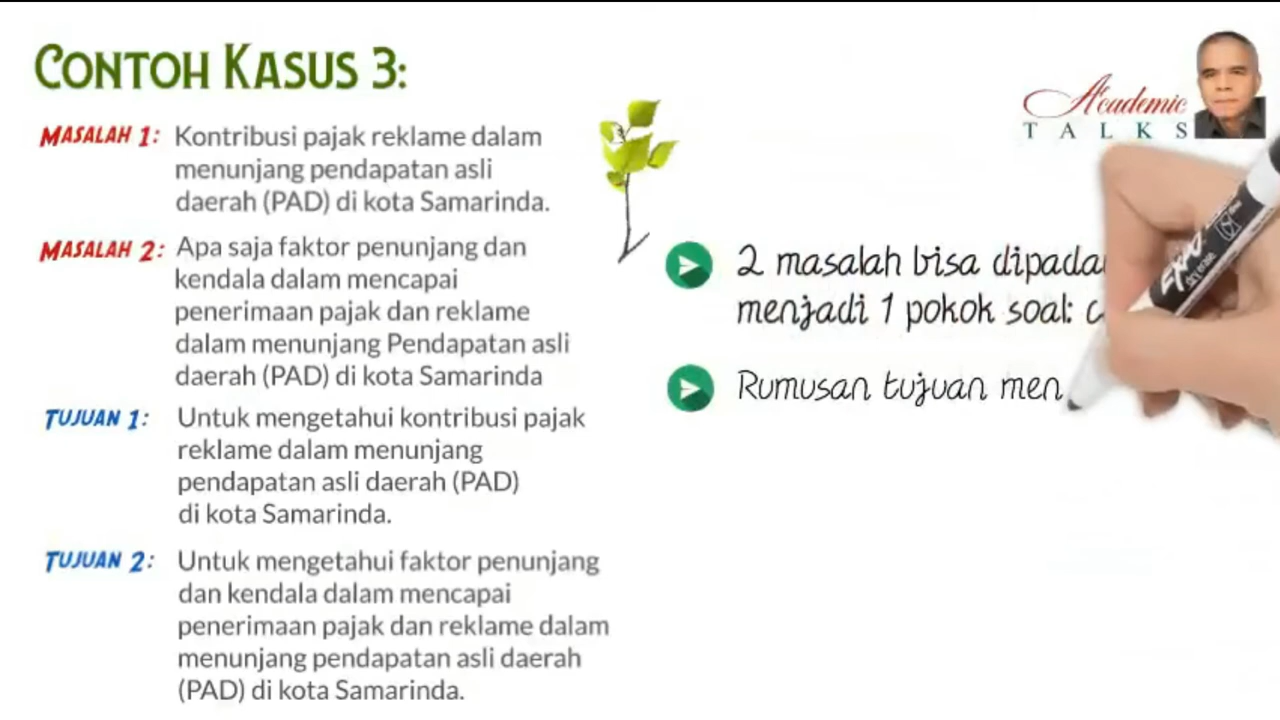 CONTOH KASUS 3:
MASALAH 1: Kontribusi pajak reklame dalam
menunjang pendapatan asli
daerah (PAD) di kota Samarinda.
MASALAH 2: Apa saja faktor penunjang dan
kendala dalam mencapai
penerimaan pajak dan reklame
dalam menunjang Pendapatan asli
daerah (PAD) di kota Samarinda
TUJUAN 1: Untuk mengetahui kontribusi pajak
reklame dalam menunjang
pendapatan asli daerah (PAD)
di kota Samarinda.
TUJUAN 2: Untuk mengetahui faktor penunjang
dan kendala dalam mencapai
penerimaan pajak dan reklame dalam
menunjang pendapatan asli daerah
(PAD) di kota Samarinda.
Academic
TALKS
2 masalah bisa
menjadi 1 pokok soal:
Rumusan tujuan men
EXPO
dry erase